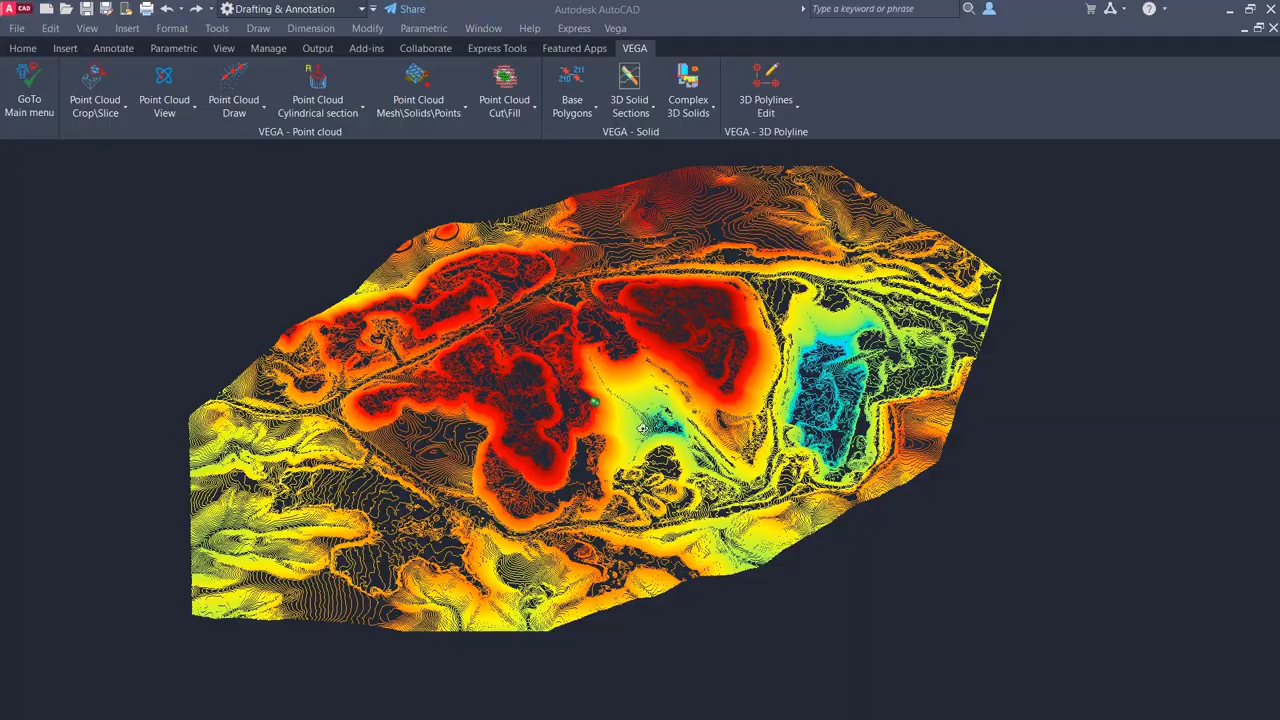 A CAD Drafting & Annotation Share Autodesk AutoCAD Type a keyword or phrase
File Edit View Insert Format Tools Draw Dimension Modify Parametric Window Help Express Vega
Home Insert Annotate Parametric View Manage Output Add-ins Collaborate Express Tools Featured Apps VEGA
GoTo
Main menu
Point Cloud
Crop\Slice
Point Cloud
View
Point Cloud
Draw
R
Point Cloud
Cylindrical section
Point Cloud
Mesh\Solids\Points
Point Cloud
Cut\Fill
211
210
Base
Polygons
3D Solid
Sections
Complex
3D Solids
3D Polylines
Edit
VEGA - Point cloud
VEGA - Solid
VEGA - 3D Polyline